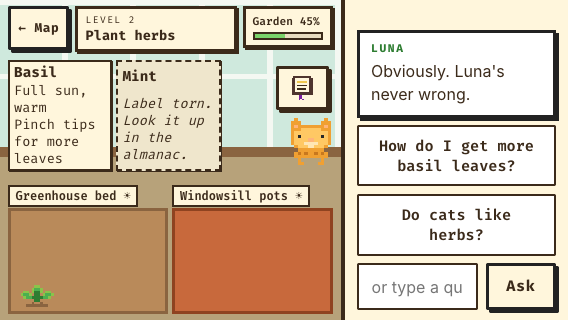 ← Map
LEVEL 2
Plant herbs
Garden 45%
Basil
Full sun,
warm
Pinch tips
for more
leaves
Mint
Label torn.
Look it up
in the
almanac.
Greenhouse bed ☀
Windowsill pots ☀
LUNA
Obviously. Luna's
never wrong.
How do I get more
basil leaves?
Do cats like
herbs?
or type a qu
Ask